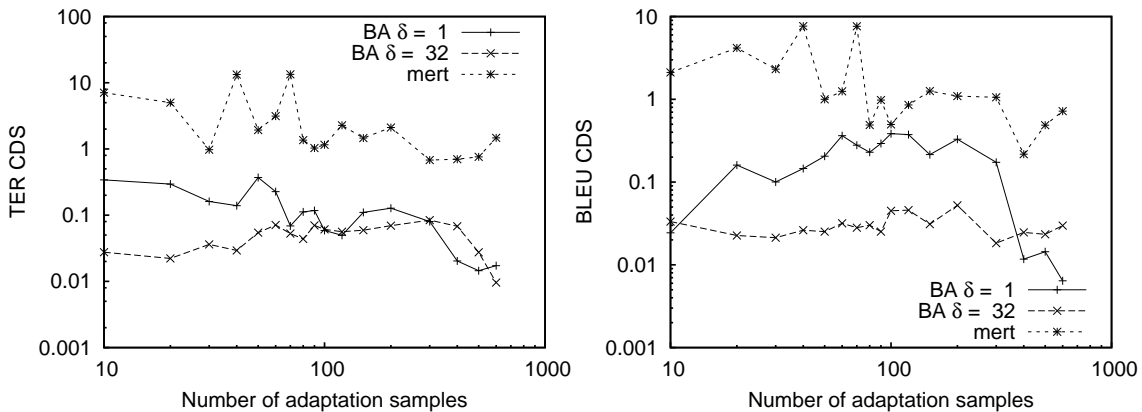 100
10
1
0.1
0.01
0.001
10
100
1000
TER CDS
Number of adaptation samples
BA δ = 1
BA δ = 32
mert
10
1
0.1
0.01
0.001
10
100
1000
BLEU CDS
Number of adaptation samples
BA δ = 1
BA δ = 32
mert